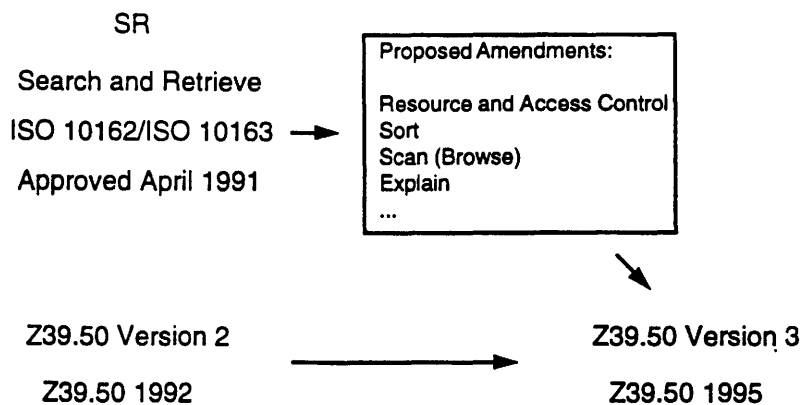 SR
Search and Retrieve
ISO 10162/ISO 10163
Approved April 1991
Proposed Amendments:
Resource and Access Control
Sort
Scan (Browse)
Explain
...
Z39.50 Version 2
Z39.50 1992
Z39.50 Version 3
Z39.50 1995